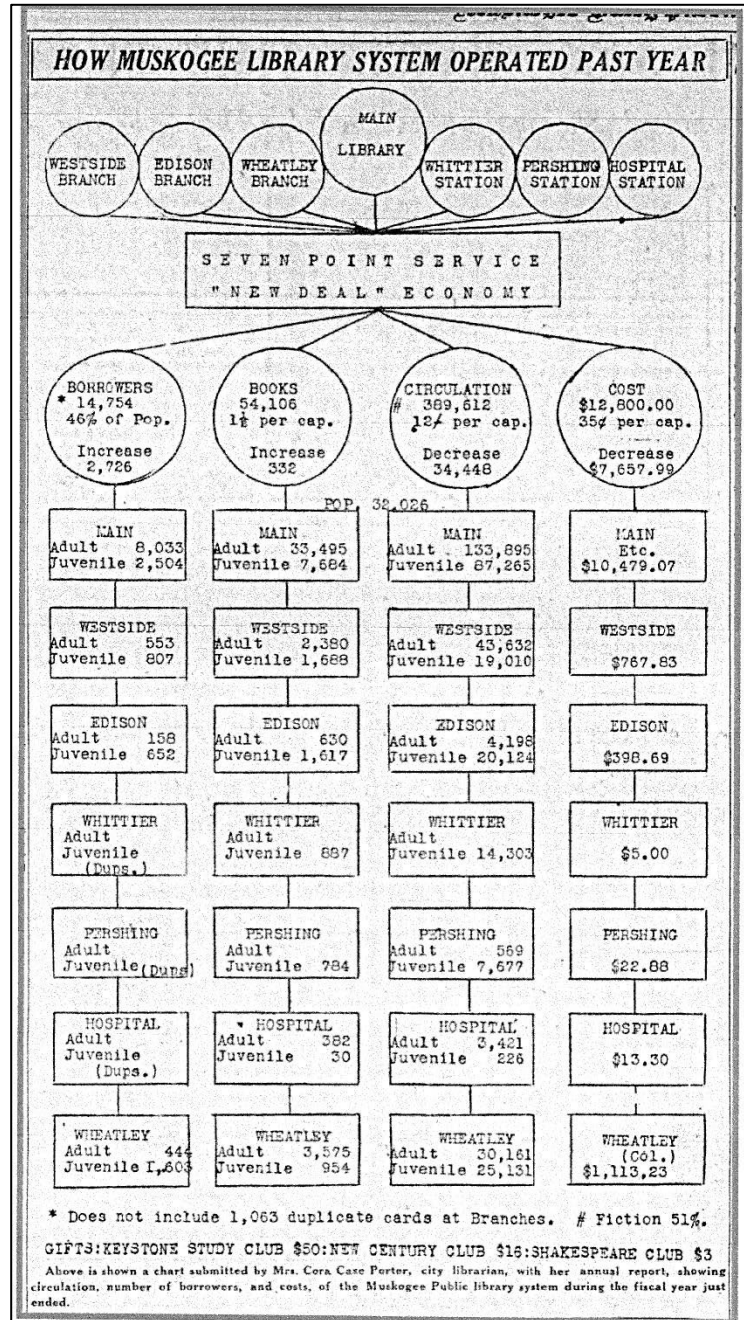 HOW MUSKOGEE LIBRARY SYSTEM OPERATED PAST YEAR
MAIN
LIBRARY
WESTSIDE
BRANCH
EDISON
BRANCH
WHEATLEY
BRANCH
WHITTIER
STATION
PERSHING
STATION
HOSPITAL
STATION
SEVEN POINT SERVICE
"NEW DEAL" ECONOMY
BORROWERS
* 14,754
46% of Pop.
Increase
2,726
BOOKS
54,106
per cap.
Increase
332
CIRCULATION
# 389,612
12/ per cap.
Decrease
34,448
COST
$12,800.00
35¢ per cap.
Decrease
$7,657.99
POP. 32,026
MAIN
Adult 8,033
Juvenile 2,504
MAIN
Adult 33,495
Juvenile 7,684
MAIN
Adult 133,895
Juvenile 87,265
MAIN
Etc.
$10,479.07
WESTSIDE
Adult 553
Juvenile 807
WESTSIDE
Adult 2,380
Juvenile 1,688
WESTSIDE
Adult 43,632
Juvenile 19,010
WESTSIDE
$767.83
EDISON
Adult 158
Juvenile 652
EDISON
Adult 630
Juvenile 1,617
EDISON
Adult 4,198
Juvenile 20,124
EDISON
$398.69
WHITTIER
Adult
Juvenile
(Dups.)
WHITTIER
Adult
Juvenile 887
WHITTIER
Adult
Juvenile 14,303
WHITTIER
$5.00
PERSHING
Adult
Juvenile (Dups)
PERSHING
Adult
Juvenile 784
PERSHING
Adult 569
Juvenile 7,677
PERSHING
$22.88
HOSPITAL
Adult
Juvenile
(Dups.)
HOSPITAL
Adult 382
Juvenile 30
HOSPITAL
Adult 3,421
Juvenile 226
HOSPITAL
$13.30
WHEATLEY
Adult 444
Juvenile 1,603
WHEATLEY
Adult 3,575
Juvenile 954
WHEATLEY
Adult 30,161
Juvenile 25,131
WHEATLEY
(Col.)
$1,113,23
* Does not include 1,063 duplicate cards at Branches. # Fiction 51%.
GIFTS:KEYSTONE STUDY CLUB $50:NEW CENTURY CLUB $16:SHAKESPEARE CLUB $3
Above is shown a chart submitted by Mrs. Cora Case Porter, city librarian, with her annual report, showing
circulation, number of borrowers, and costs, of the Muskogee Public library system during the fiscal year just
ended.